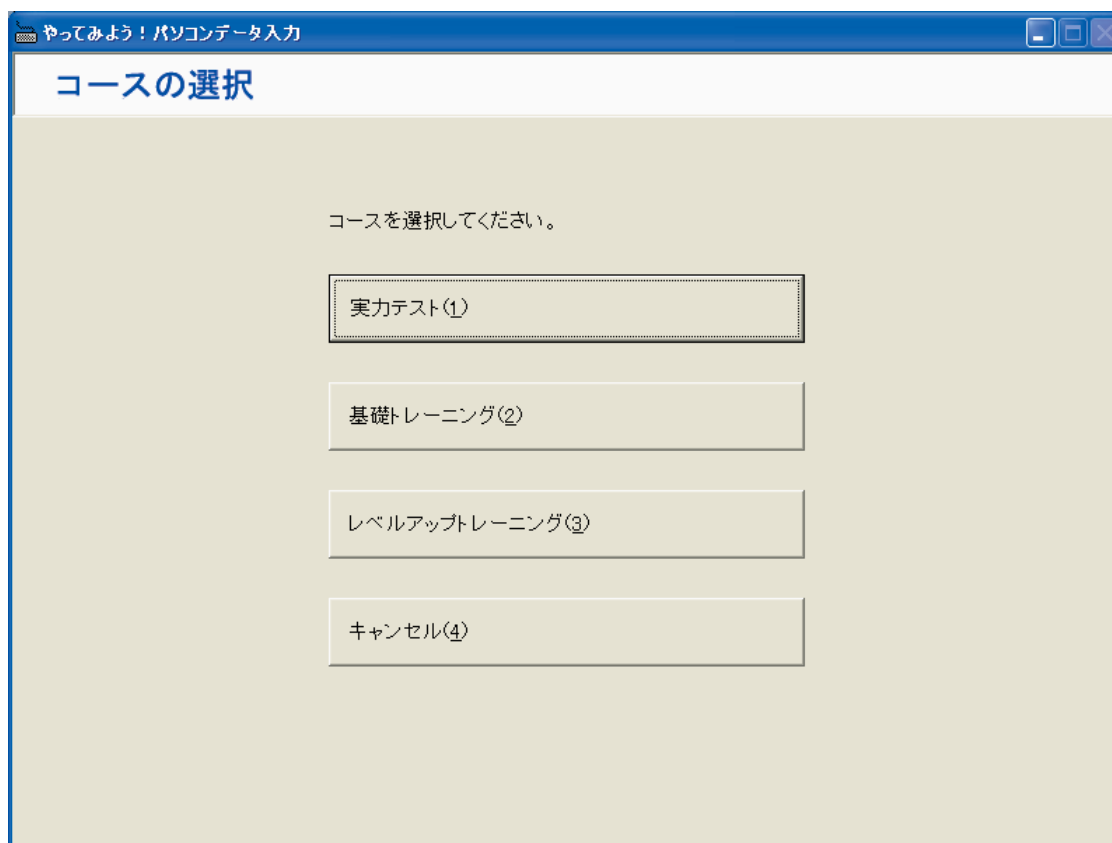 やってみよう！パソコンデータ入力
コースの選択
コースを選択してください。
実力テスト(1)
基礎トレーニング(2)
レベルアップトレーニング(3)
キャンセル(4)